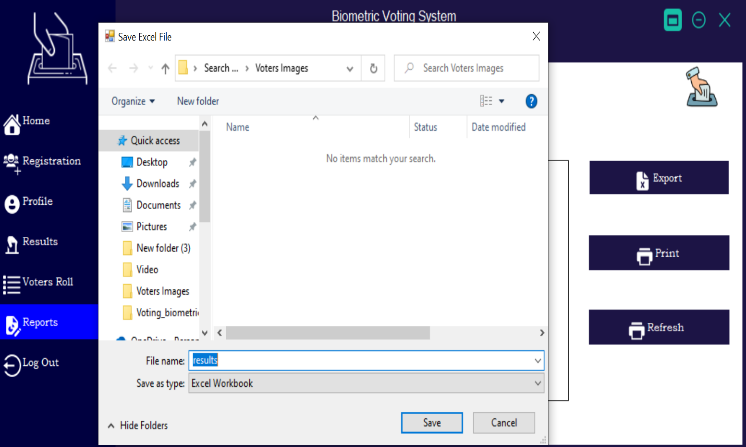 Biometric Voting System
Save Excel File
Search ... › Voters Images
Search Voters Images
Organize
New folder
?
Name
Status
Date modified
No items match your search.
Quick access
Desktop
Downloads
Documents
Pictures
New folder (3)
Video
Voters Images
Voting_biometri
File name: results
Save as type: Excel Workbook
Hide Folders
Save
Cancel
Home
Registration
Profile
Results
Voters Roll
Reports
Log Out
Export
Print
Refresh